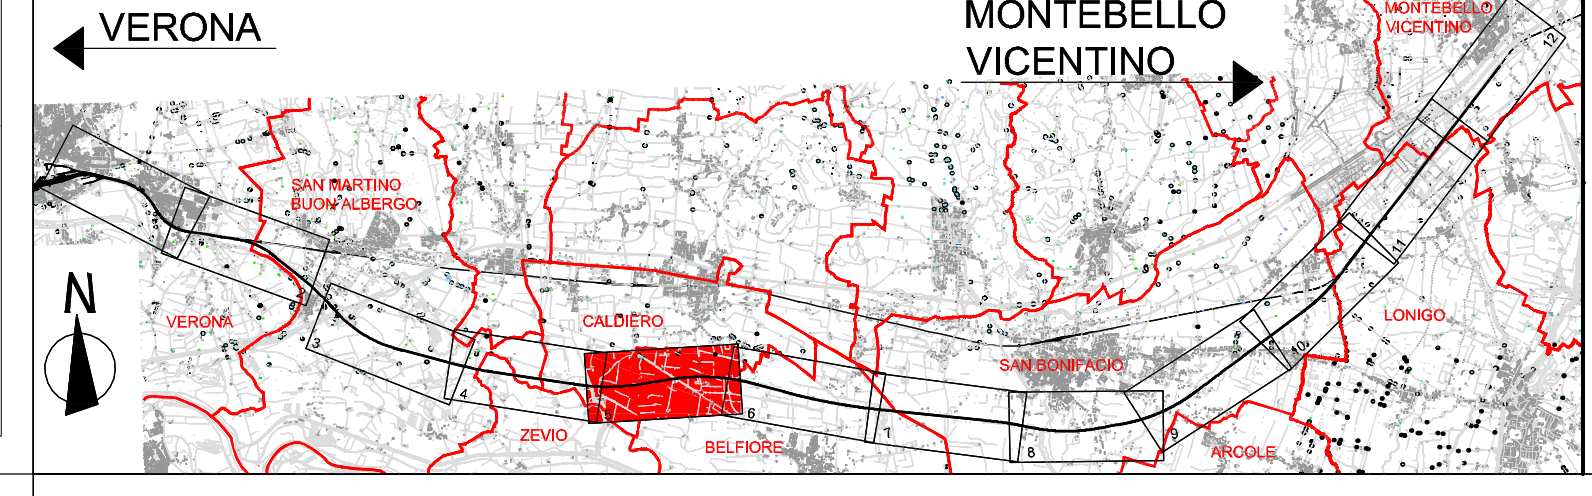 VERONA
MONTEBELLO
VICENTINO
MONTEBELLO
VICENTINO
12
SAN MARTINO
BUON ALBERGO
11
N
2
VERONA
CALDIERO
LONIGO
3
10
SAN BONIFACIO
4
5
6
7
9
ZEVIO
BELFIORE
8
ARCOLE